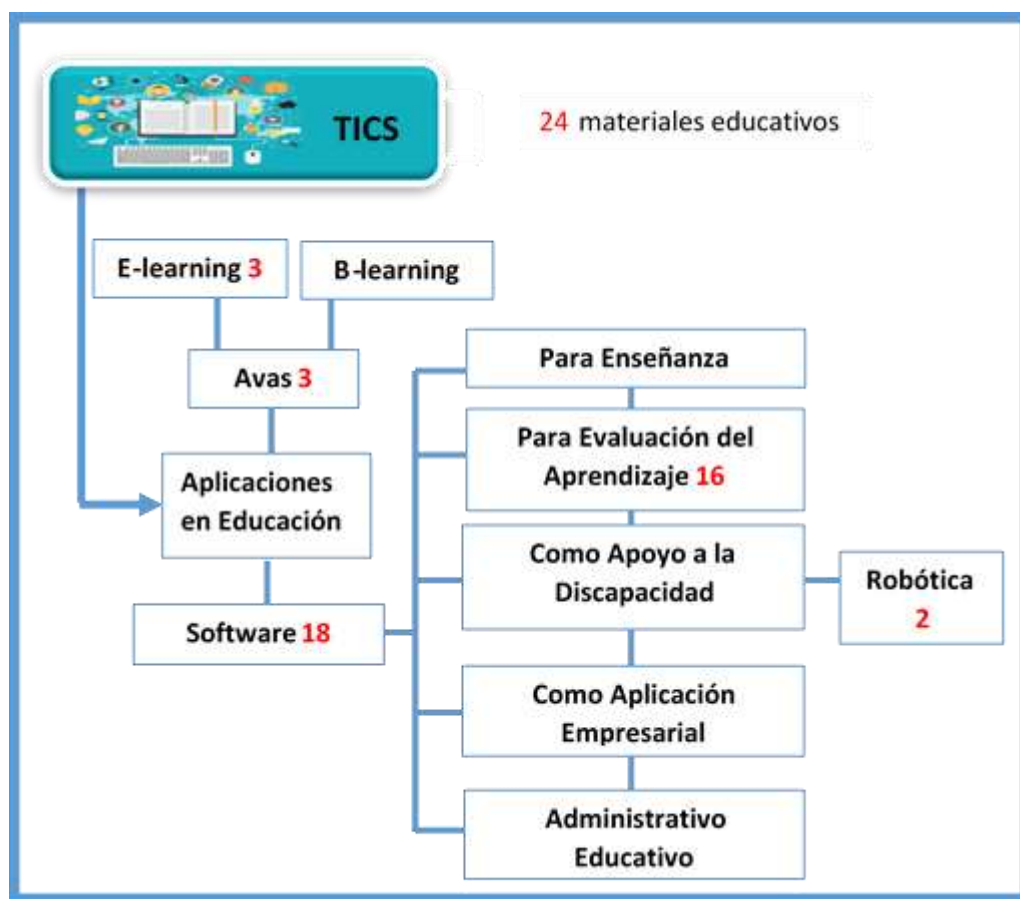 TICS
24 materiales educativos
E-learning 3
B-learning
Avas 3
Aplicaciones
en Educación
Software 18
Para Enseñanza
Para Evaluación del
Aprendizaje 16
Como Apoyo a la
Discapacidad
Robótica
2
Como Aplicación
Empresarial
Administrativo
Educativo